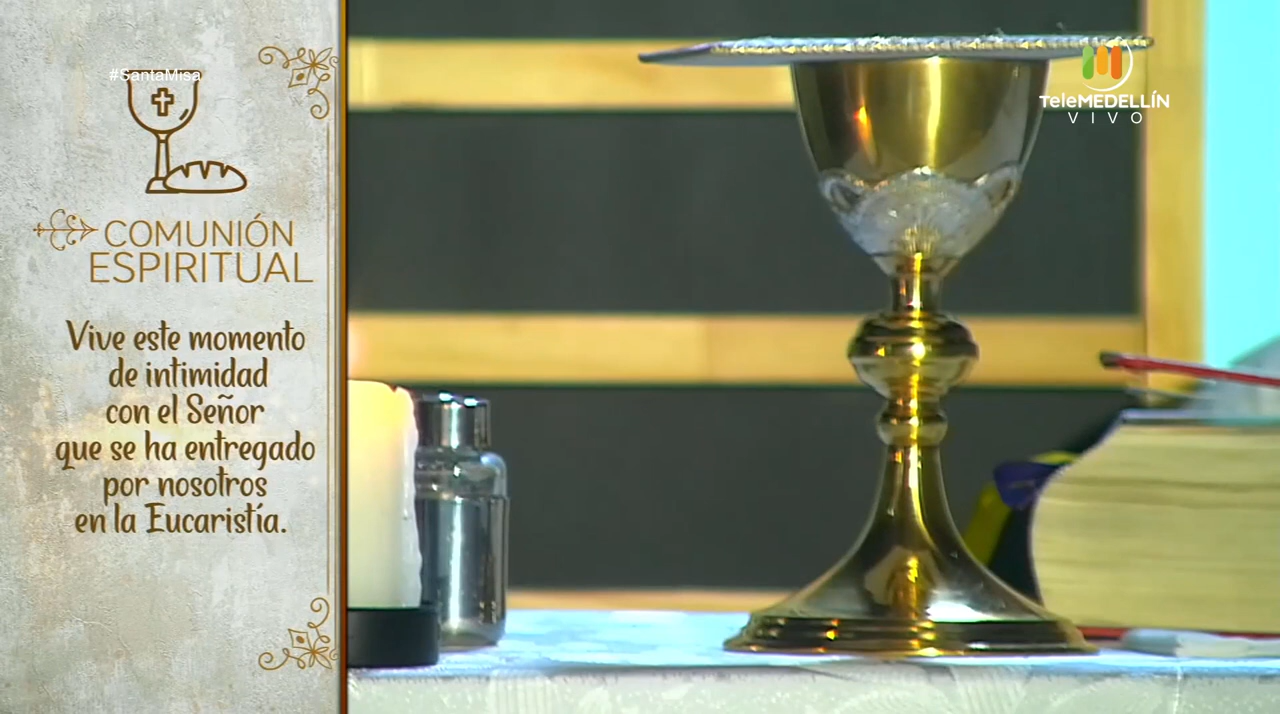 #SantaMisa
COMUNIÓN
ESPIRITUAL
Vive este momento
de intimidad
con el Señor
que se ha entregado
por nosotros
en la Eucaristía.
TeleMEDELLÍN
VIVO